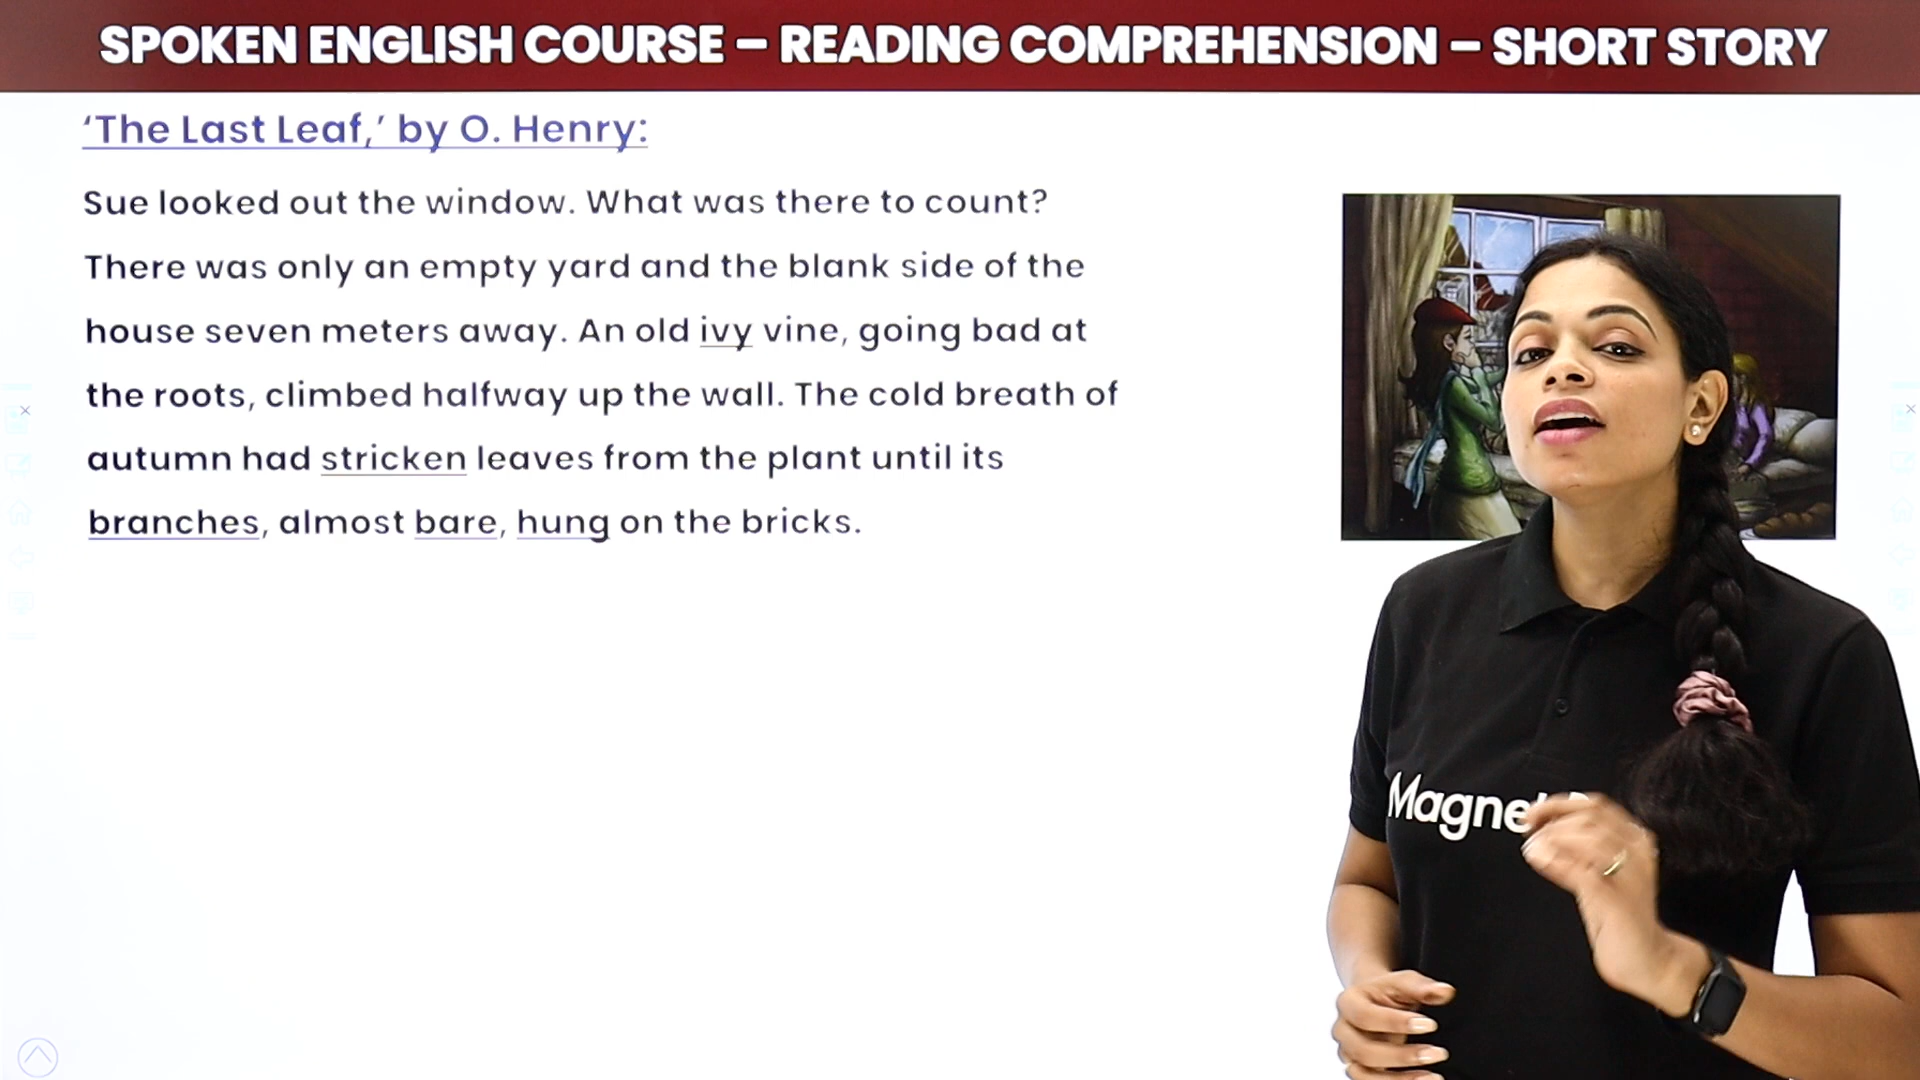 SPOKEN ENGLISH COURSE – READING COMPREHENSION – SHORT STORY
‘The Last Leaf,’ by O. Henry:
Sue looked out the window. What was there to count?
There was only an empty yard and the blank side of the
house seven meters away. An old ivy vine, going bad at
the roots, climbed halfway up the wall. The cold breath of
autumn had stricken leaves from the plant until its
branches, almost bare, hung on the bricks.